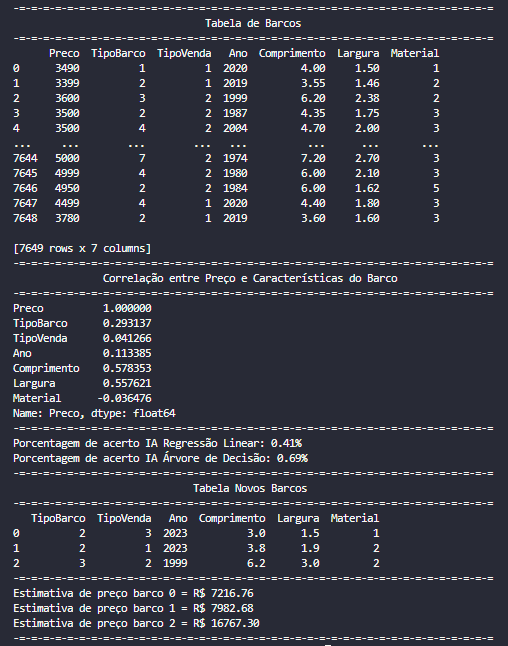 -=-=-=-=-=-=-=-=-=-=-=-=-=-=-=-=-=-=-=-=-=-=-=-=-=-=-=-=-=-=-=-=-=-=-=-=-=
Tabela de Barcos
-=-=-=-=-=-=-=-=-=-=-=-=-=-=-=-=-=-=-=-=-=-=-=-=-=-=-=-=-=-=-=-=-=-=-=-=-=
      Preco  TipoBarco  TipoVenda   Ano  Comprimento  Largura  Material
0      3490          1          1  2020         4.00     1.50         1
1      3399          2          1  2019         3.55     1.46         2
2      3600          3          2  1999         6.20     2.38         2
3      3500          2          2  1987         4.35     1.75         3
4      3500          4          2  2004         4.70     2.00         3
...     ...        ...        ...   ...          ...      ...       ...
7644   5000          7          2  1974         7.20     2.70         3
7645   4999          4          2  1980         6.00     2.10         3
7646   4950          2          2  1984         6.00     1.62         5
7647   4499          4          1  2020         4.40     1.80         3
7648   3780          2          1  2019         3.60     1.60         3
[7649 rows x 7 columns]
-=-=-=-=-=-=-=-=-=-=-=-=-=-=-=-=-=-=-=-=-=-=-=-=-=-=-=-=-=-=-=-=-=-=-=-=-=
Correlação entre Preço e Características do Barco
-=-=-=-=-=-=-=-=-=-=-=-=-=-=-=-=-=-=-=-=-=-=-=-=-=-=-=-=-=-=-=-=-=-=-=-=-=
Preco          1.000000
TipoBarco      0.293137
TipoVenda      0.041266
Ano            0.113385
Comprimento    0.578353
Largura        0.557621
Material      -0.036476
Name: Preco, dtype: float64
-=-=-=-=-=-=-=-=-=-=-=-=-=-=-=-=-=-=-=-=-=-=-=-=-=-=-=-=-=-=-=-=-=-=-=-=-=
Porcentagem de acerto IA Regressão Linear: 0.41%
Porcentagem de acerto IA Árvore de Decisão: 0.69%
-=-=-=-=-=-=-=-=-=-=-=-=-=-=-=-=-=-=-=-=-=-=-=-=-=-=-=-=-=-=-=-=-=-=-=-=-=
Tabela Novos Barcos
-=-=-=-=-=-=-=-=-=-=-=-=-=-=-=-=-=-=-=-=-=-=-=-=-=-=-=-=-=-=-=-=-=-=-=-=-=
   TipoBarco  TipoVenda   Ano  Comprimento  Largura  Material
0          2          3  2023          3.0      1.5         1
1          2          1  2023          3.8      1.9         2
2          3          2  1999          6.2      3.0         2
-=-=-=-=-=-=-=-=-=-=-=-=-=-=-=-=-=-=-=-=-=-=-=-=-=-=-=-=-=-=-=-=-=-=-=-=-=
Estimativa de preço barco 0 = R$ 7216.76
Estimativa de preço barco 1 = R$ 7982.68
Estimativa de preço barco 2 = R$ 16767.30
-=-=-=-=-=-=-=-=-=-=-=-=-=-=-=-=-=-=-=-=-=-=-=-=-=-=-=-=-=-=-=-=-=-=-=-=-=